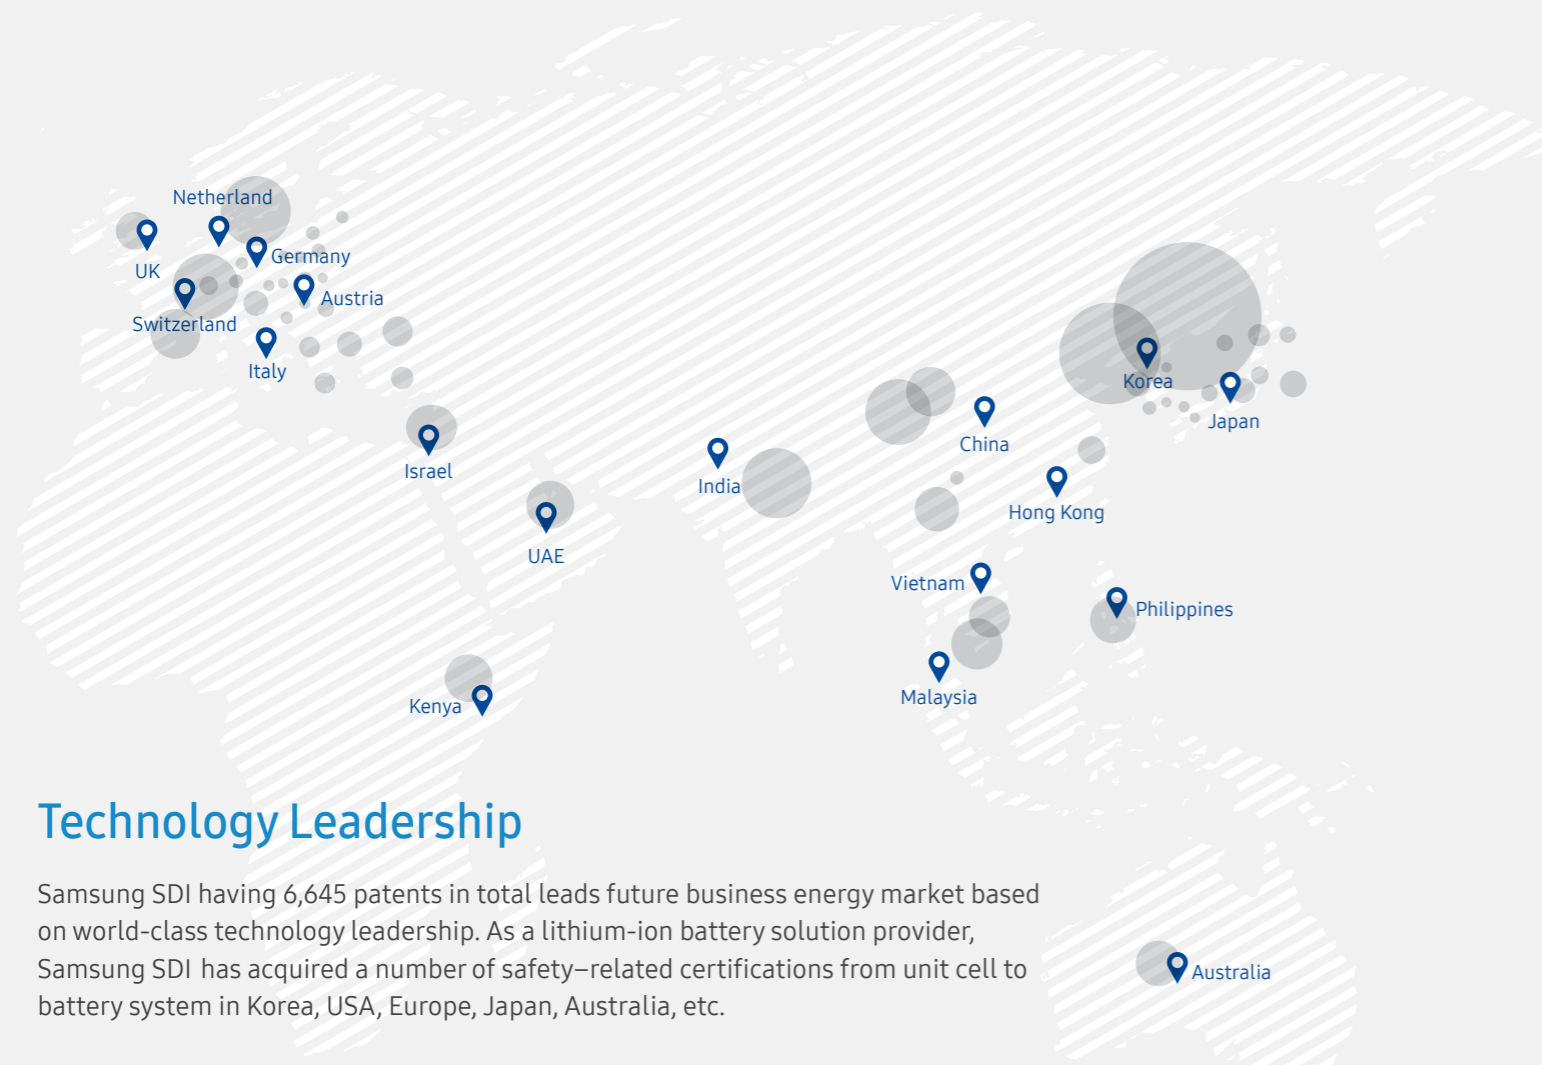 Netherland
UK
Germany
Switzerland
Austria
Italy
Korea
Japan
China
Israel
India
Hong Kong
UAE
Vietnam
Philippines
Malaysia
Kenya
Technology Leadership
Samsung SDI having 6,645 patents in total leads future business energy market based
on world-class technology leadership. As a lithium-ion battery solution provider,
Samsung SDI has acquired a number of safety–related certifications from unit cell to
battery system in Korea, USA, Europe, Japan, Australia, etc.
Australia